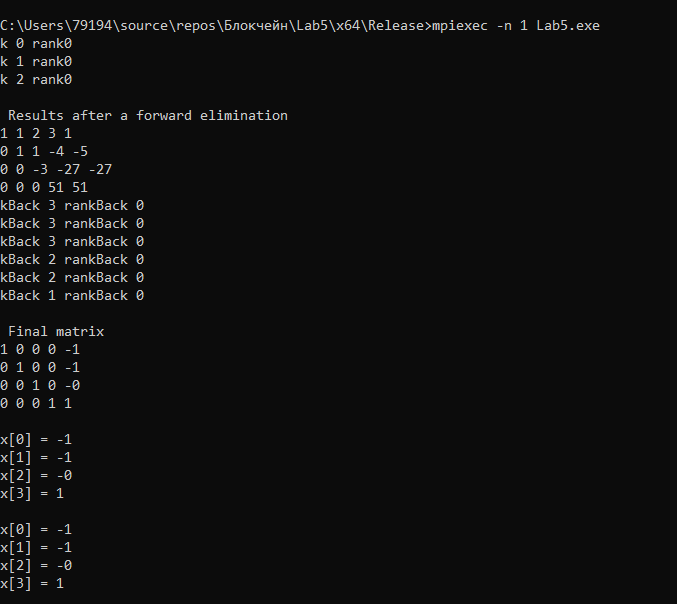 C:\Users\79194\source\repos\Блокчейн\Lab5\x64\Release>mpiexec -n 1 Lab5.exe
k 0 rank0
k 1 rank0
k 2 rank0
Results after a forward elimination
1 1 2 3 1
0 1 1 -4 -5
0 0 -3 -27 -27
0 0 0 51 51
kBack 3 rankBack 0
kBack 3 rankBack 0
kBack 3 rankBack 0
kBack 2 rankBack 0
kBack 2 rankBack 0
kBack 1 rankBack 0
Final matrix
1 0 0 0 -1
0 1 0 0 -1
0 0 1 0 -0
0 0 0 1 1
x[0] = -1
x[1] = -1
x[2] = -0
x[3] = 1
x[0] = -1
x[1] = -1
x[2] = -0
x[3] = 1